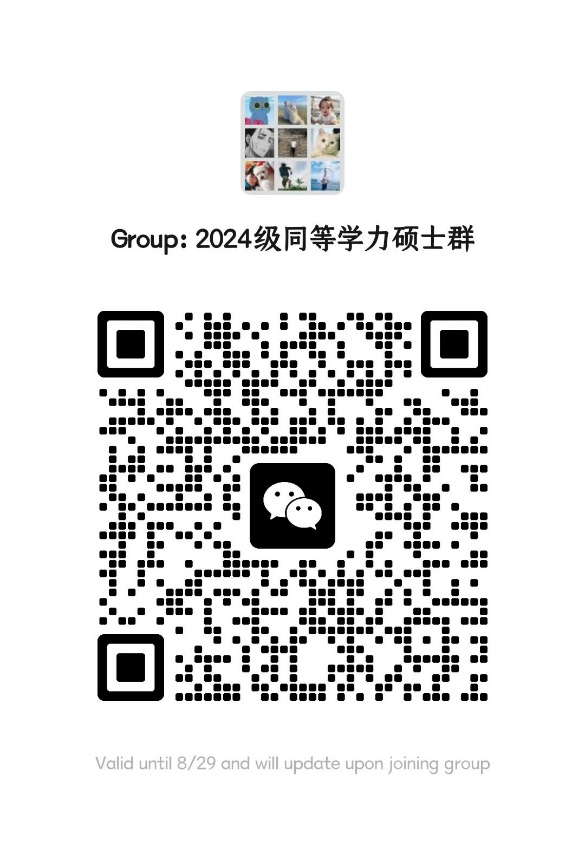 Group: 2024级同等学力硕士群
Valid until 8/29 and will update upon joining group